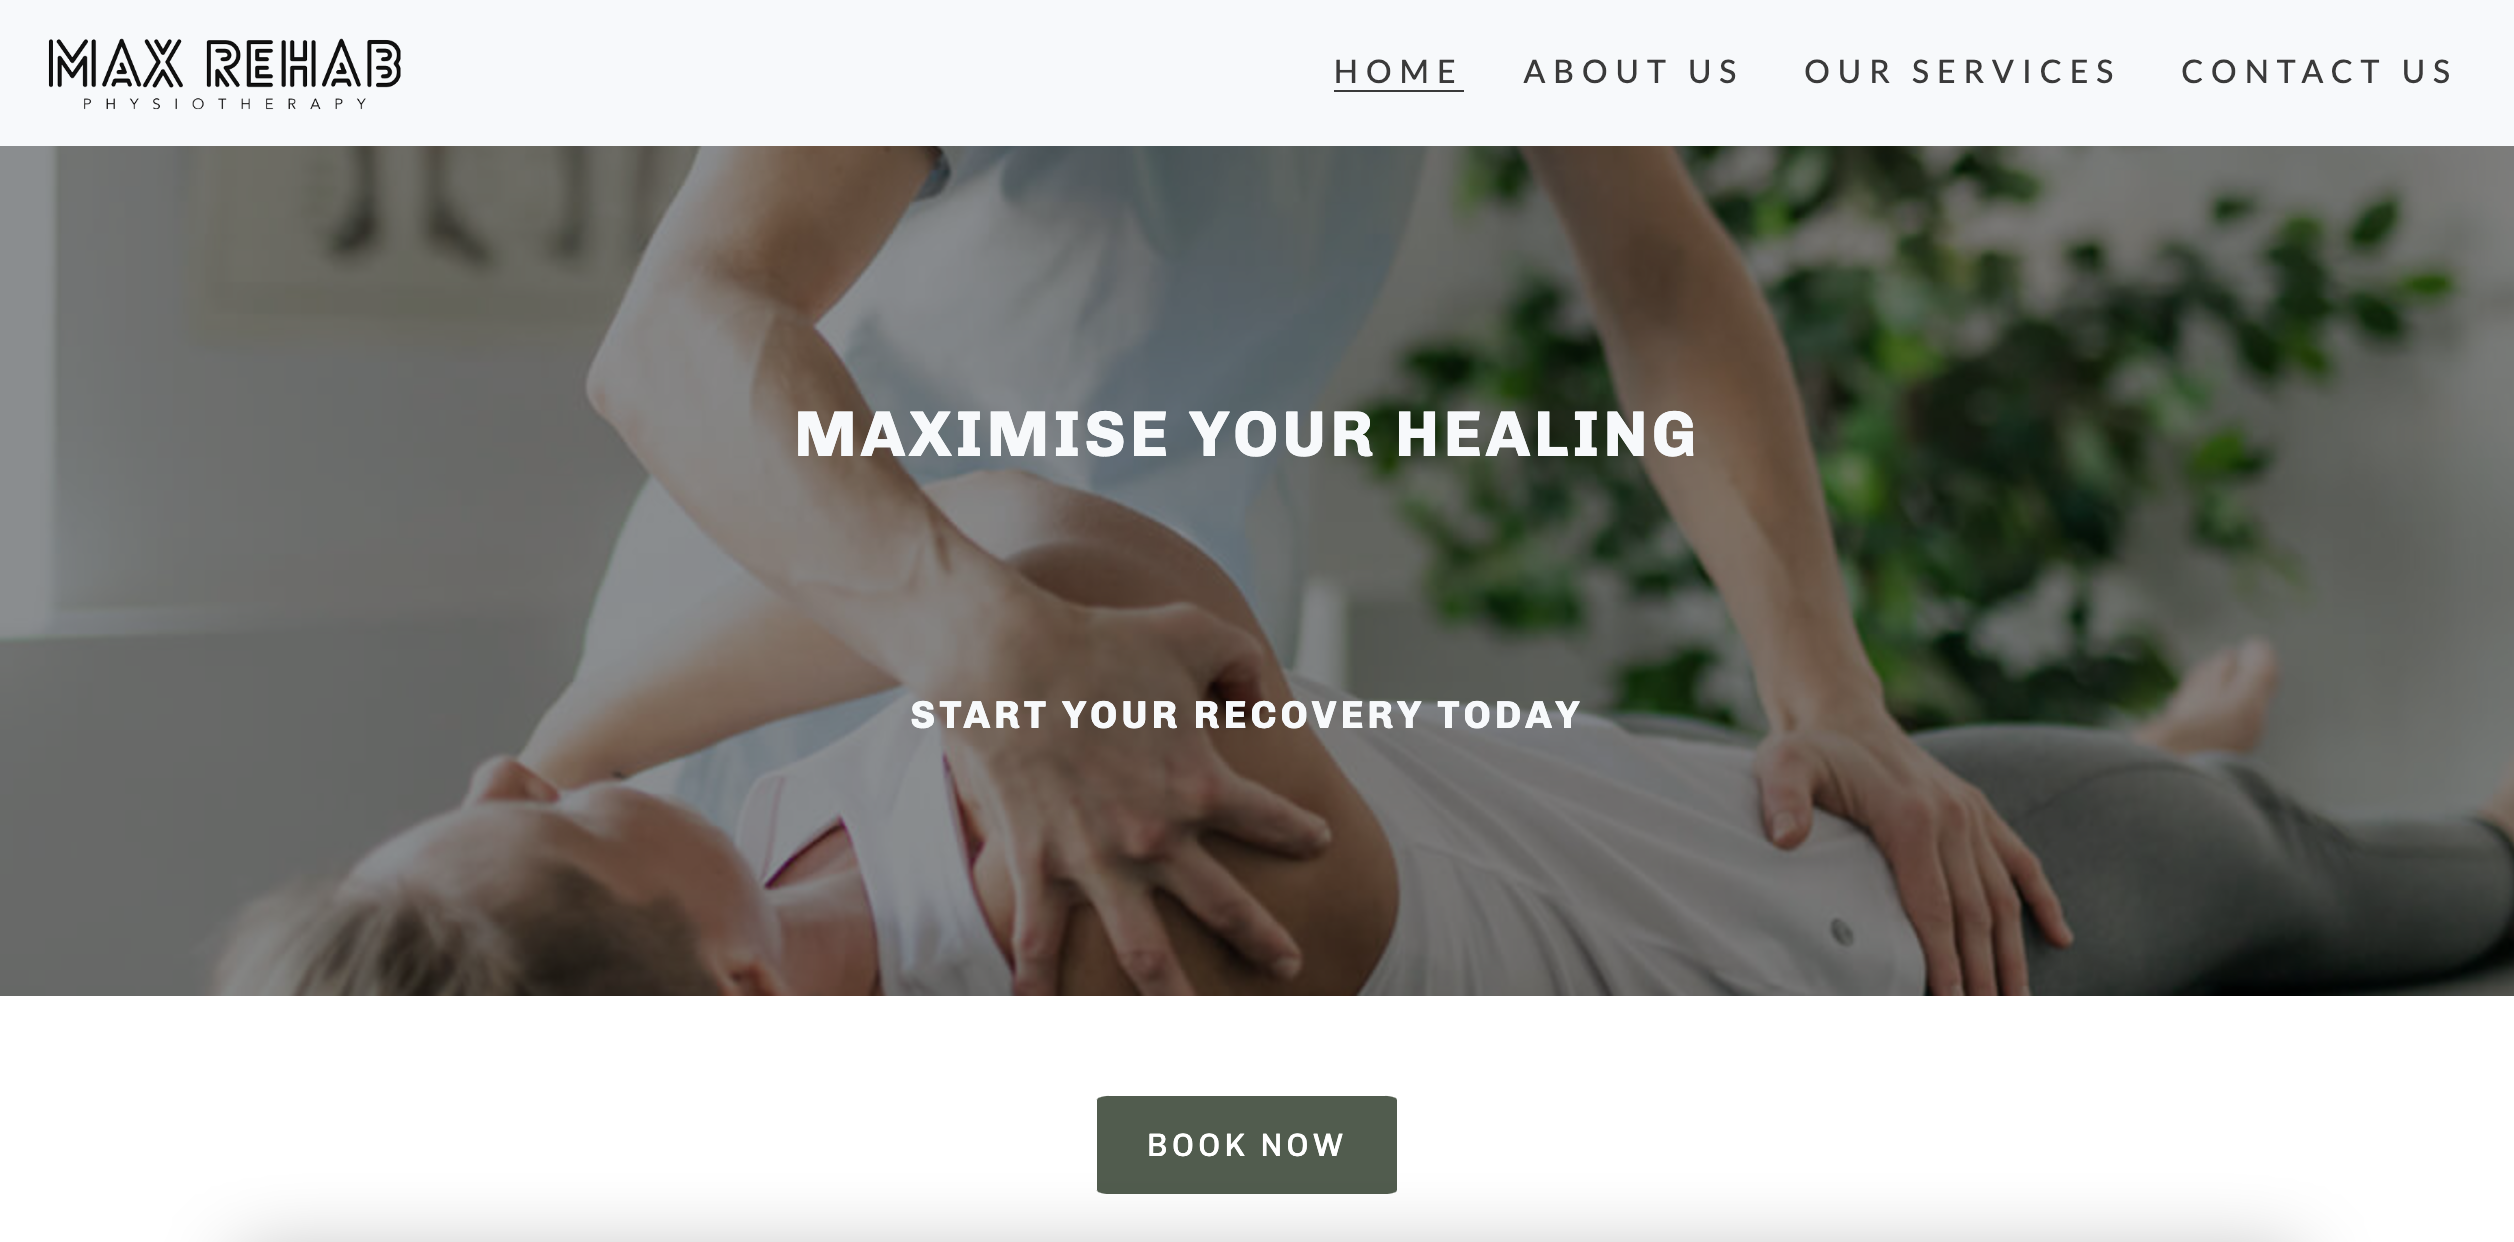 MAX REHAB
PHYSIOTHERAPY
HOME ABOUT US OUR SERVICES CONTACT US
MAXIMISE YOUR HEALING
START YOUR RECOVERY TODAY
BOOK NOW